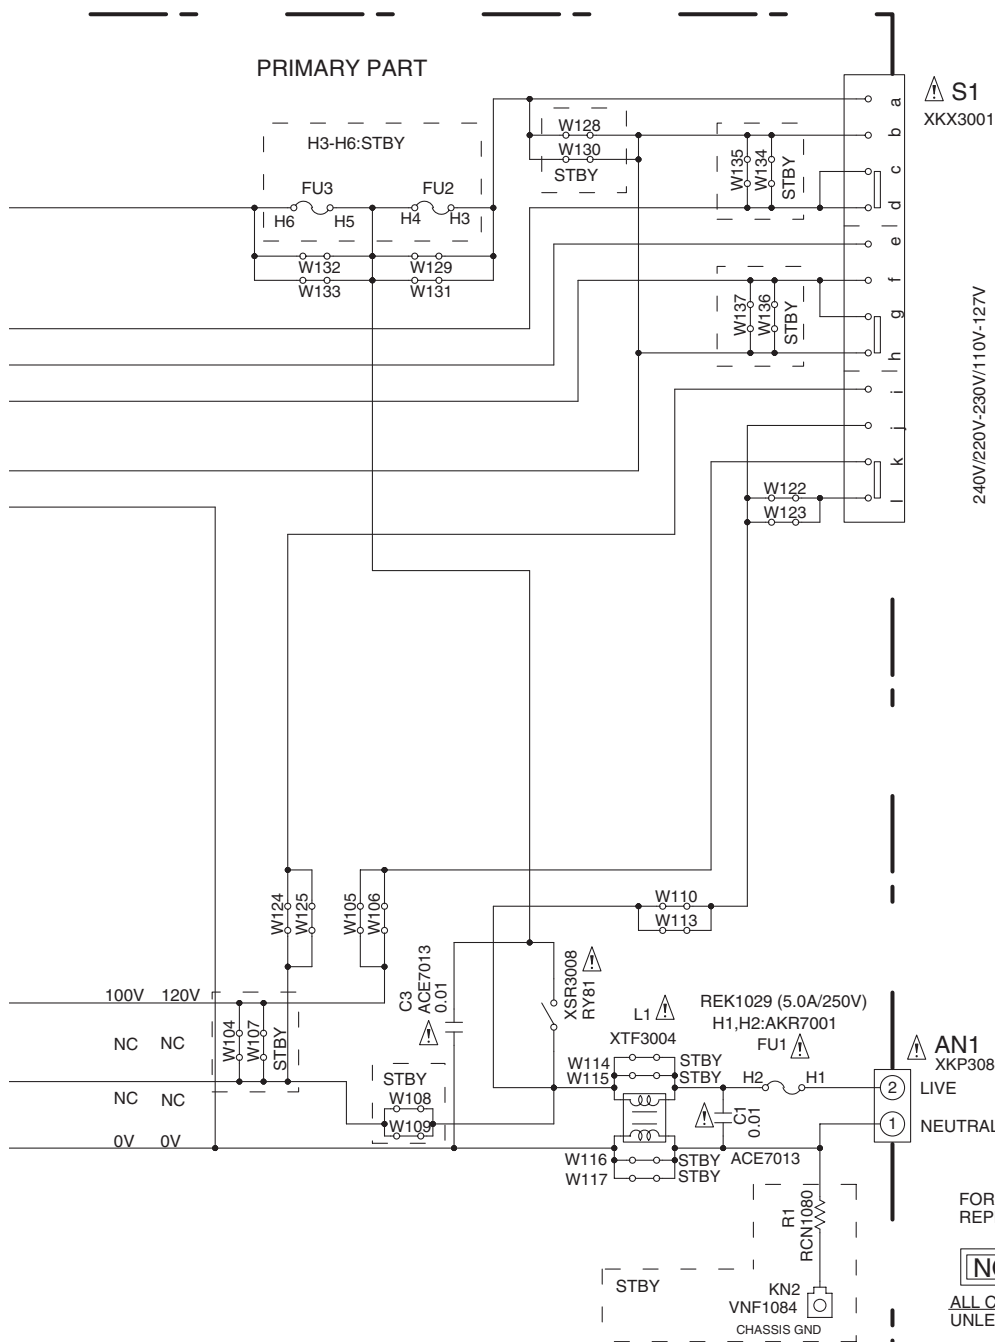 PRIMARY PART
S1
XKX3001
a
b
c
d
e
f
g
h
i
j
k
l
240V/220V-230V/110V-127V
H3-H6:STBY
FU3
FU2
H6
H5
H4
H3
W132
W133
W129
W131
W128
W130
STBY
W135
W134
STBY
W137
W136
STBY
W122
W123
W124
W125
W105
W106
W110
W113
100V 120V
NC NC
NC NC
0V 0V
W104
W107
STBY
C3
ACE7013
0.01
STBY
W108
W109
XSR3008
RY81
L1
XTF3004
W114
STBY
W115
STBY
W116
STBY
W117
STBY
REK1029 (5.0A/250V)
H1,H2:AKR7001
FU1
H2
H1
C1
0.01
ACE7013
AN1
XKP308
2
LIVE
1
NEUTRAL
R1
RCN1080
STBY
KN2
VNF1084
CHASSIS GND
FOR
REP
NO
ALL C
UNLE